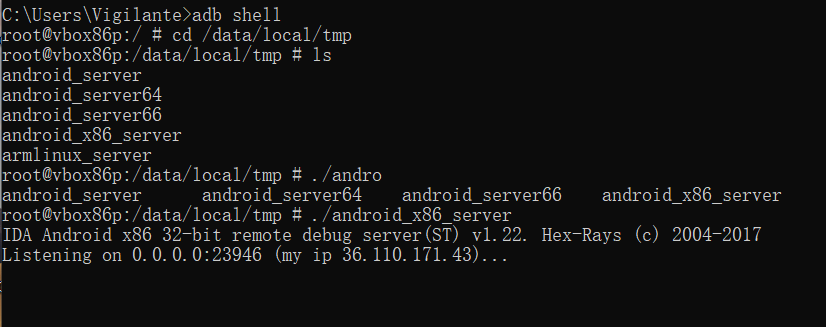 C:\Users\Vigilante>adb shell
root@vbox86p:/ # cd /data/local/tmp
root@vbox86p:/data/local/tmp # ls
android_server
android_server64
android_server66
android_x86_server
armlinux_server
root@vbox86p:/data/local/tmp # ./andro
android_server      android_server64    android_server66    android_x86_server
root@vbox86p:/data/local/tmp # ./android_x86_server
IDA Android x86 32-bit remote debug server(ST) v1.22. Hex-Rays (c) 2004-2017
Listening on 0.0.0.0:23946 (my ip 36.110.171.43)...